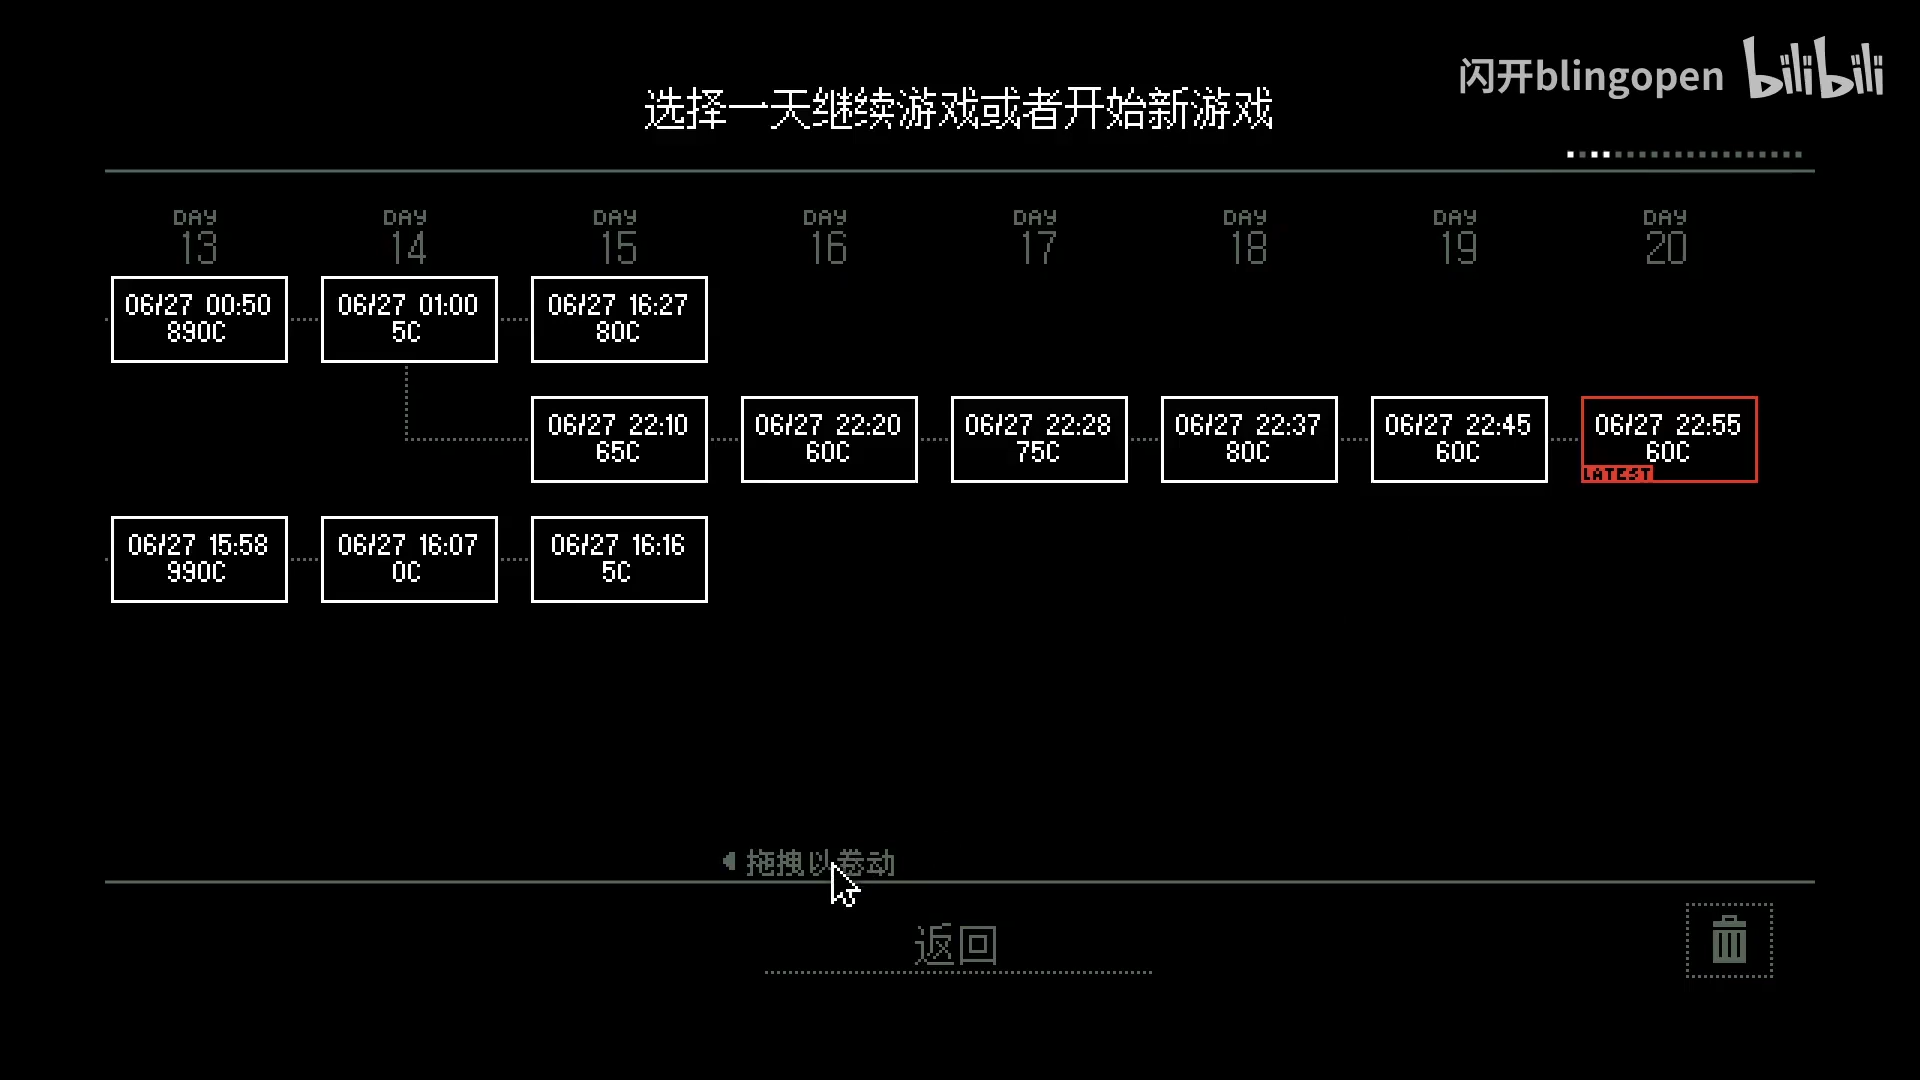 闪开blingopen bilibili
选择一天继续游戏或者开始新游戏
DAY 13 DAY 14 DAY 15 DAY 16 DAY 17 DAY 18 DAY 19 DAY 20
06/27 00:50 06/27 01:00 06/27 16:27
890C 5C 80C
06/27 22:10 06/27 22:20 06/27 22:28 06/27 22:37 06/27 22:45 06/27 22:55
65C 60C 75C 80C 60C 60C
LATEST
06/27 15:58 06/27 16:07 06/27 16:16
990C 0C 5C
拖拽以卷动
返回